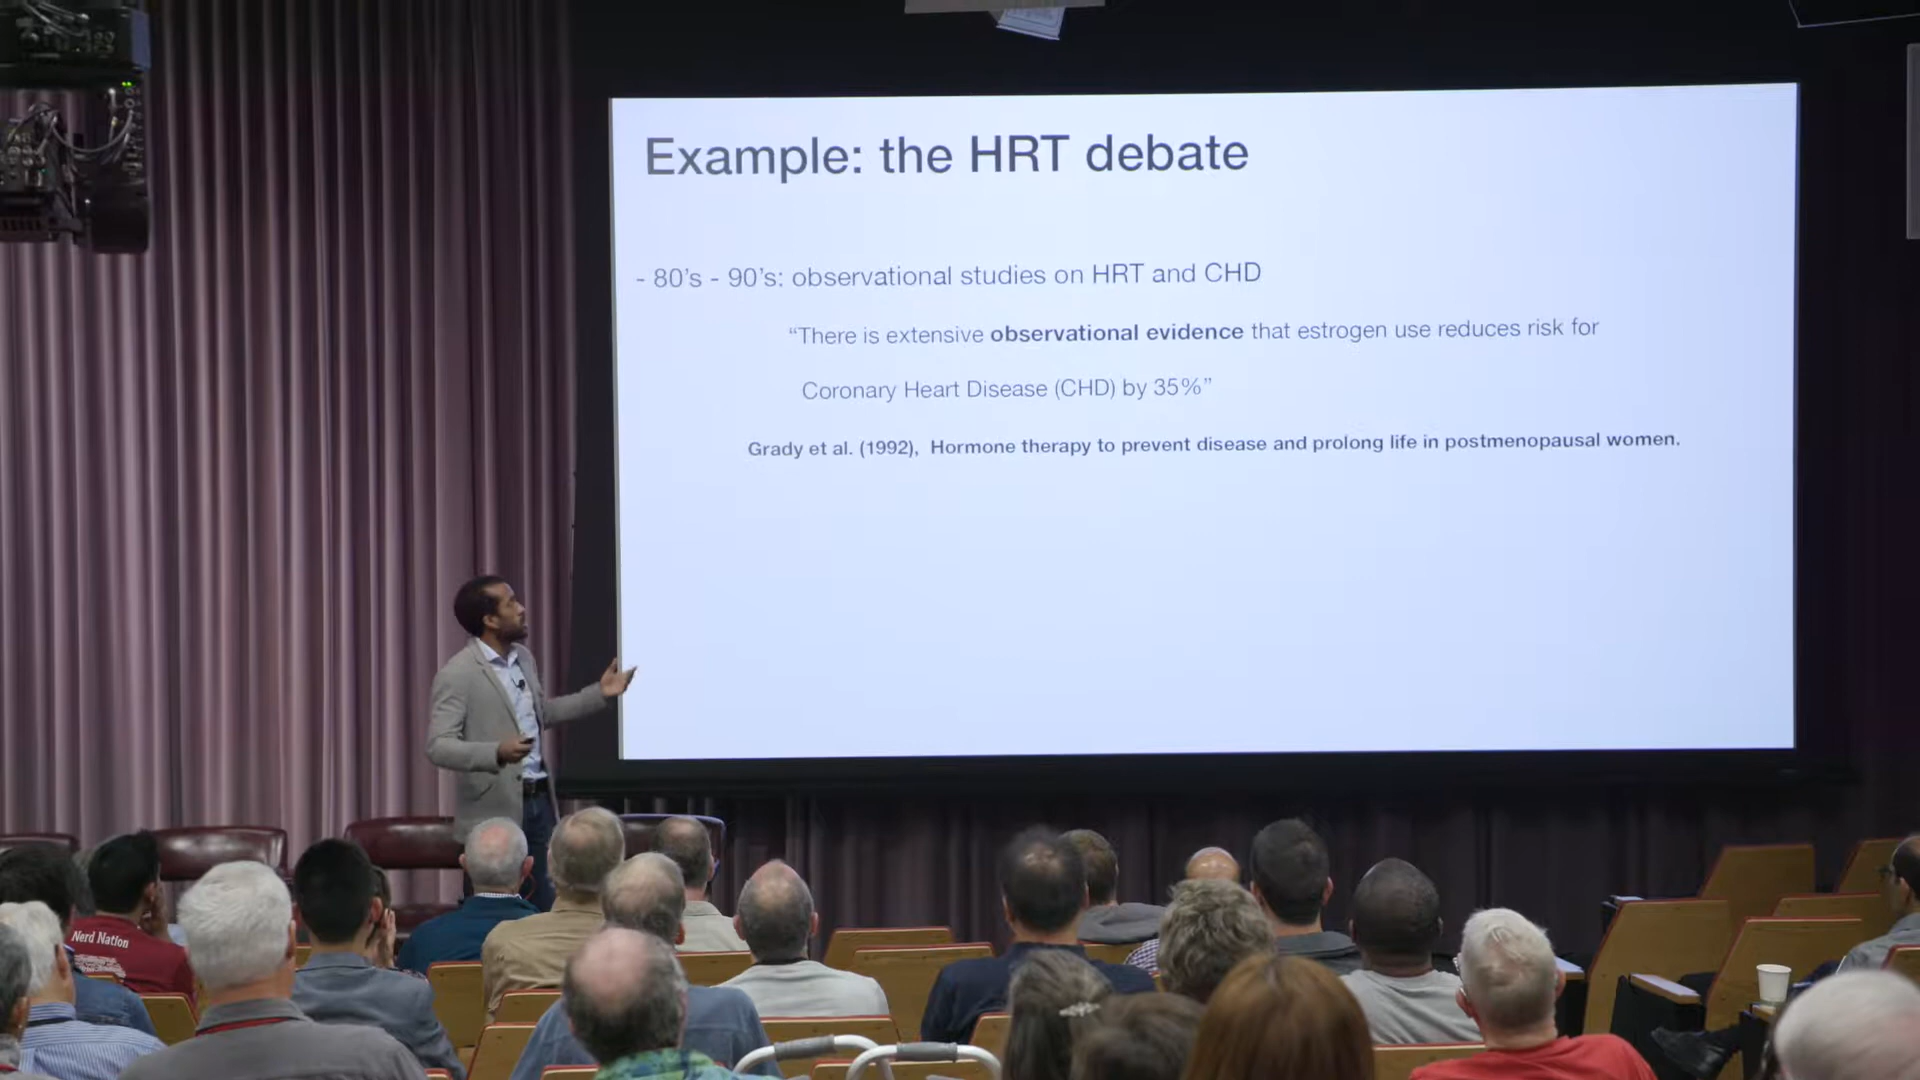 Example: the HRT debate
- 80's - 90's: observational studies on HRT and CHD
“There is extensive observational evidence that estrogen use reduces risk for
Coronary Heart Disease (CHD) by 35%”
Grady et al. (1992), Hormone therapy to prevent disease and prolong life in postmenopausal women.
Nerd Nation